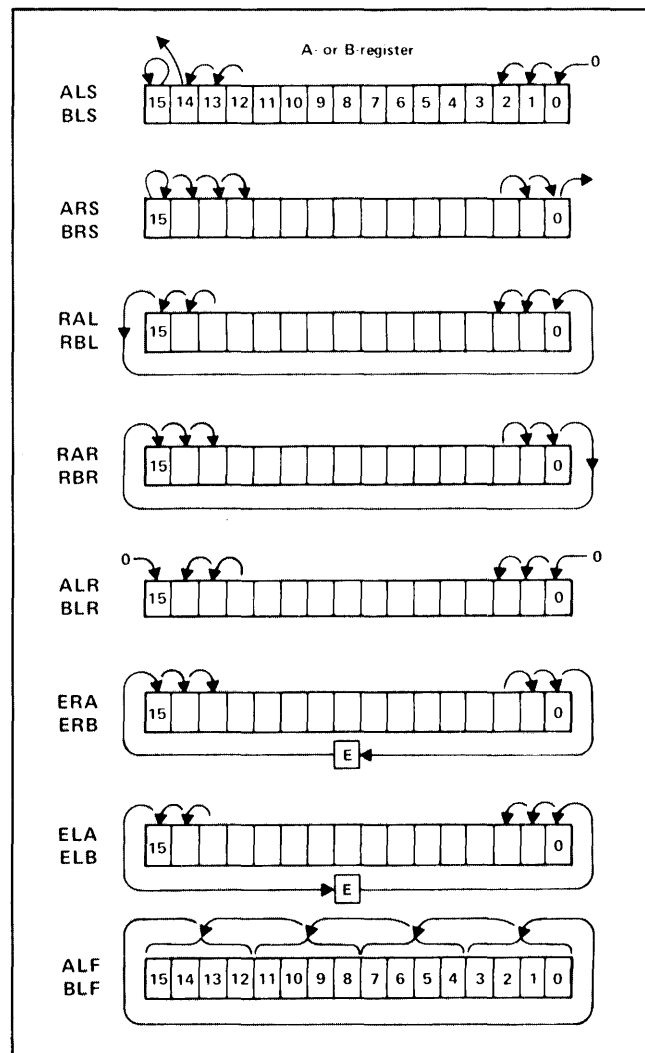 A- or B-register
0
ALS
BLS
15 14 13 12 11 10 9 8 7 6 5 4 3 2 1 0
ARS
BRS
15 0
RAL
RBL
15 0
RAR
RBR
15 0
0 0
ALR
BLR
15 0
ERA
ERB
15 0
E
ELA
ELB
15 0
E
ALF
BLF
15 14 13 12 11 10 9 8 7 6 5 4 3 2 1 0